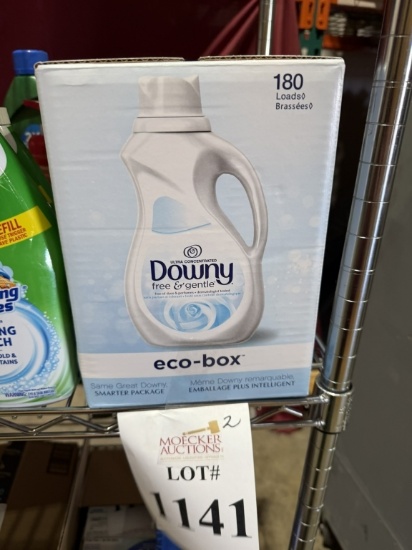 180
Loads◊
Brassées◊
ULTRA CONCENTRATED
Downy
free & gentle
eco-box™
Same Great Downy,
SMARTER PACKAGE
Même Downy remarquable,
EMBALLAGE PLUS INTELLIGENT
2
MOECKER
AUCTIONS
LOT#
1141